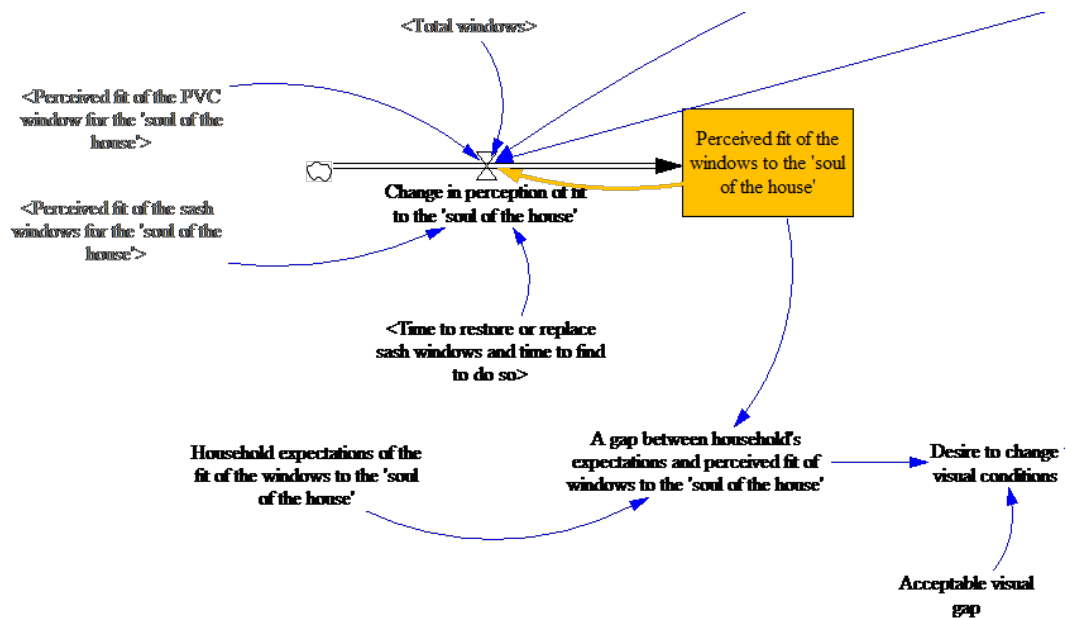 <Total windows>
<Perceived fit of the PVC
window for the 'soul of the
house'>
Perceived fit of the
windows to the 'soul
of the house'
Change in perception of fit
to the 'soul of the house'
<Perceived fit of the sash
windows for the 'soul of the
house'>
<Time to restore or replace
sash windows and time to find
to do so>
Household expectations of the
fit of the windows to the 'soul
of the house'
A gap between household's
expectations and perceived fit of
windows to the 'soul of the house'
Desire to change
visual conditions
Acceptable visual
gap